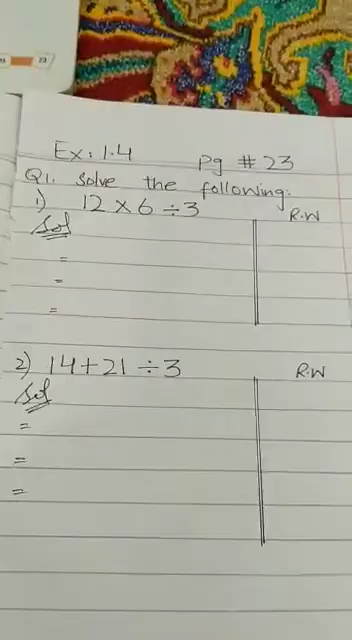 23
Ex: 1.4 Pg # 23
Q1. Solve the following.
1) 12 × 6 ÷ 3 R.W
Sol
=
=
=
2) 14 + 21 ÷ 3 R.W
Sol
=
=
=